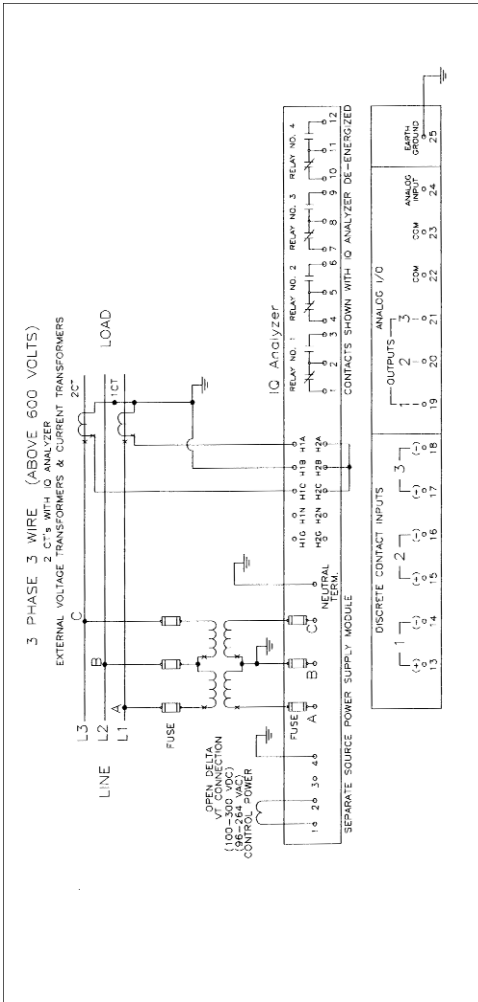 3 PHASE 3 WIRE (ABOVE 600 VOLTS)
2 CT's WITH IQ ANALYZER
EXTERNAL VOLTAGE TRANSFORMERS & CURRENT TRANSFORMERS
LINE
L3
L2
L1
C
B
A
2CT
1CT
LOAD
FUSE
OPEN DELTA
VT CONNECTION
(100-300 VDC)
(96-264 VAC)
CONTROL POWER
FUSE
IQ Analyzer
1 2 3 4
A B C
NEUTRAL
TERM.
H1G H1N H1C H1B H1A
H2G H2N H2C H2B H2A
RELAY NO. 1 RELAY NO. 2 RELAY NO. 3 RELAY NO. 4
1 2 3 4 5 6 7 8 9 10 11 12
SEPARATE SOURCE POWER SUPPLY MODULE
CONTACTS SHOWN WITH IQ ANALYZER DE-ENERGIZED
DISCRETE CONTACT INPUTS
1 2 3
(+) (-) (+) (-) (+) (-)
13 14 15 16 17 18
ANALOG I/O
OUTPUTS
1 2 3
COM COM
ANALOG
INPUT
19 20 21 22 23 24
EARTH
GROUND
25